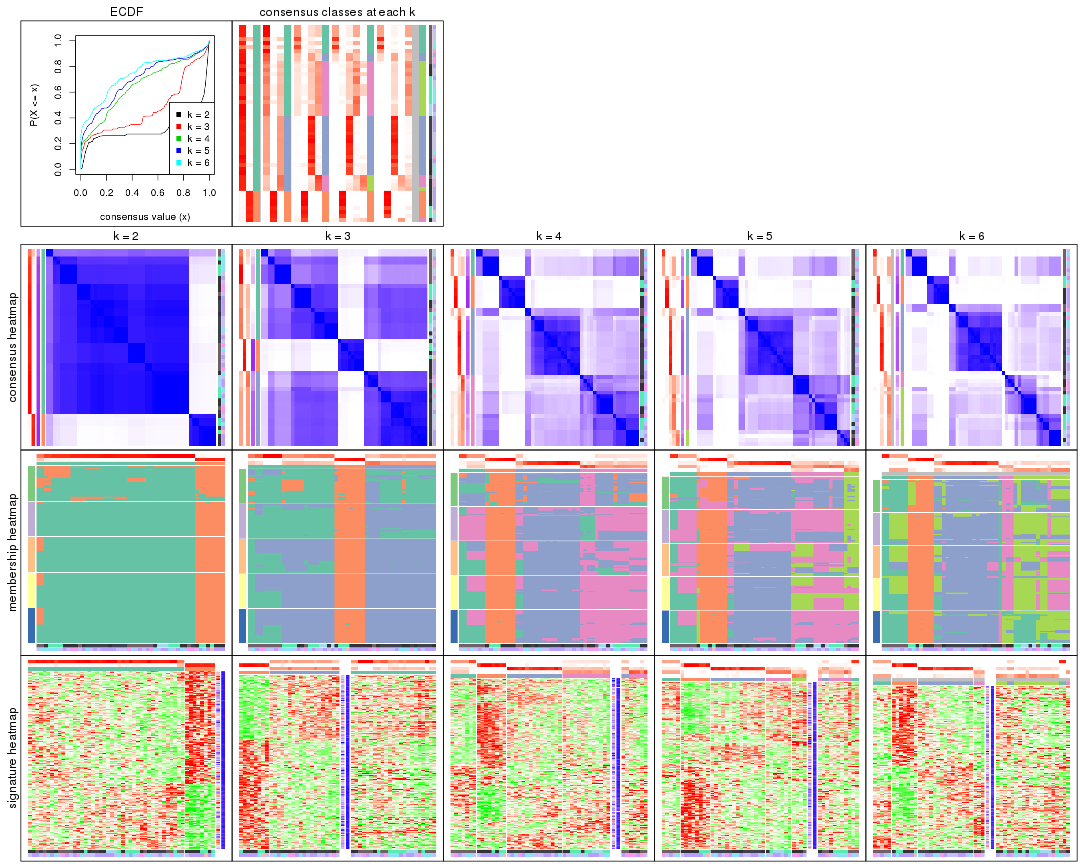 ECDF
consensus classes at each k
P(X <= x)
0.0 0.2 0.4 0.6 0.8 1.0
k = 2
k = 3
k = 4
k = 5
k = 6
0.0 0.2 0.4 0.6 0.8 1.0
consensus value (x)
k = 2 k = 3 k = 4 k = 5 k = 6
consensus heatmap
membership heatmap
signature heatmap